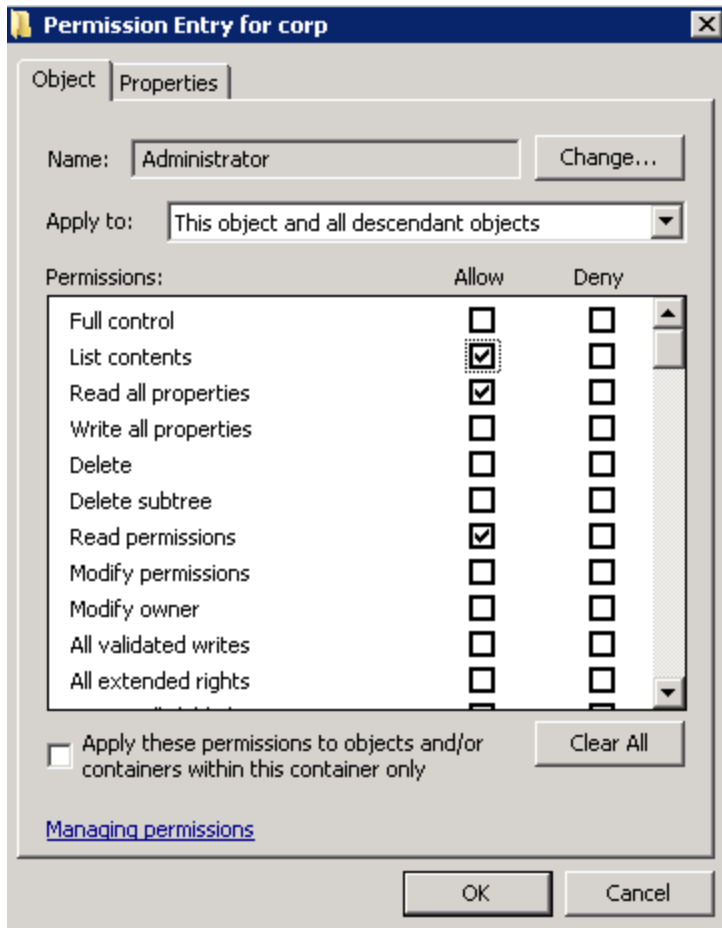 Permission Entry for corp
Object Properties
Name: Administrator Change...
Apply to: This object and all descendant objects
Permissions: Allow Deny
Full control
List contents
Read all properties
Write all properties
Delete
Delete subtree
Read permissions
Modify permissions
Modify owner
All validated writes
All extended rights
Apply these permissions to objects and/or
containers within this container only
Clear All
Managing permissions
OK Cancel